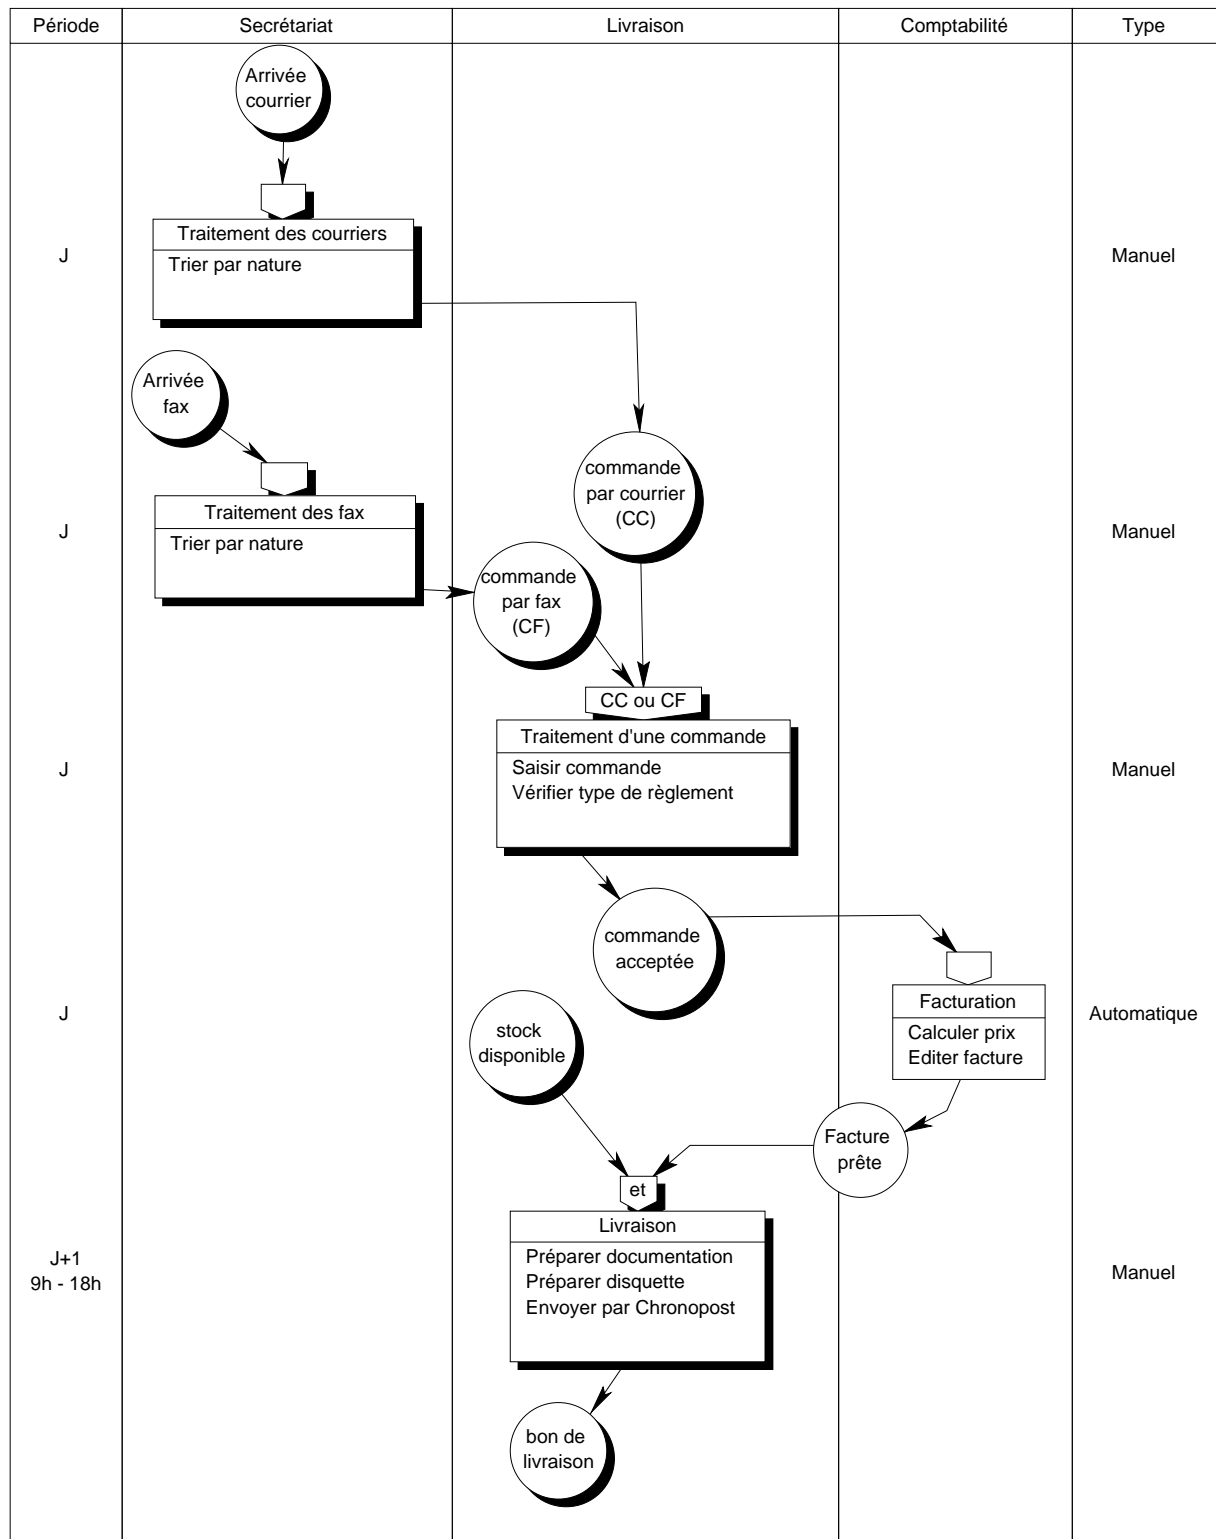 Période
Secrétariat
Livraison
Comptabilité
Type
Arrivée
courrier
Traitement des courriers
Trier par nature
J
Manuel
Arrivée
fax
commande
par courrier
(CC)
Traitement des fax
Trier par nature
J
Manuel
commande
par fax
(CF)
CC ou CF
Traitement d'une commande
Saisir commande
Vérifier type de règlement
J
Manuel
commande
acceptée
Facturation
Calculer prix
Editer facture
J
Automatique
stock
disponible
Facture
prête
et
Livraison
Préparer documentation
Préparer disquette
Envoyer par Chronopost
J+1
9h - 18h
Manuel
bon de
livraison